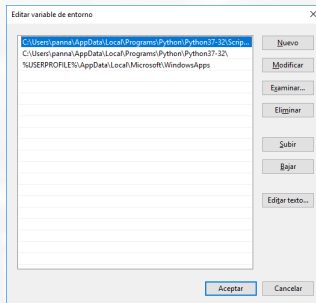 Editar variable de entorno
C:\Users\panna\AppData\Local\Programs\Python\Python37-32\Scrip...
C:\Users\panna\AppData\Local\Programs\Python\Python37-32\
%USERPROFILE%\AppData\Local\Microsoft\WindowsApps
Nuevo
Modificar
Examinar...
Eliminar
Subir
Bajar
Editar texto...
Aceptar
Cancelar